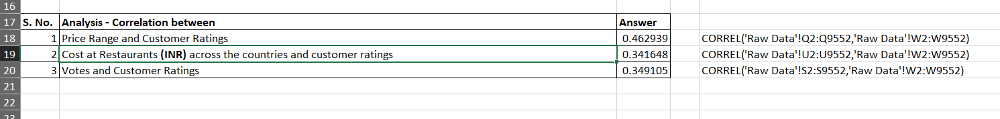 16
17 S. No. Analysis - Correlation between Answer
18 1 Price Range and Customer Ratings 0.462939 CORREL('Raw Data'!Q2:Q9552,'Raw Data'!W2:W9552)
19 2 Cost at Restaurants (INR) across the countries and customer ratings 0.341648 CORREL('Raw Data'!U2:U9552,'Raw Data'!W2:W9552)
20 3 Votes and Customer Ratings 0.349105 CORREL('Raw Data'!S2:S9552,'Raw Data'!W2:W9552)
21
22
23